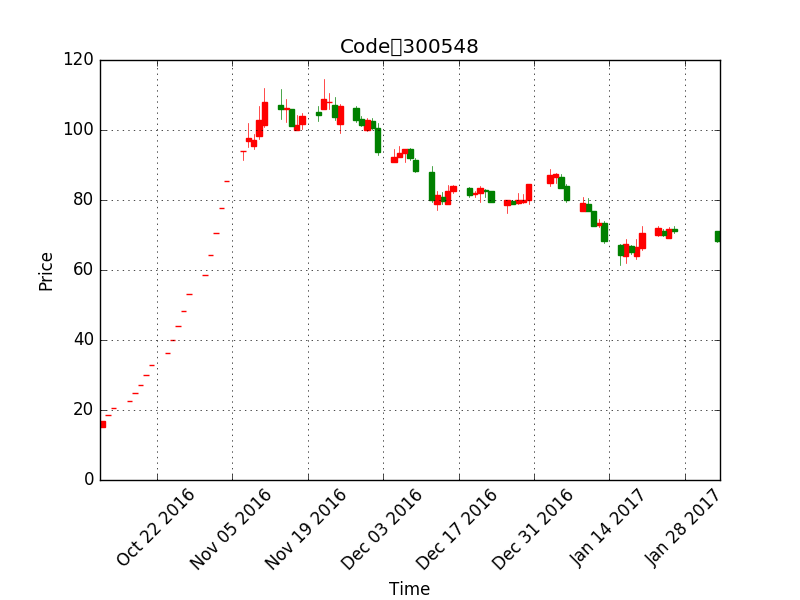 Code▯300548
120
100
80
60
40
20
0
Price
Oct 22 2016
Nov 05 2016
Nov 19 2016
Dec 03 2016
Dec 17 2016
Dec 31 2016
Jan 14 2017
Jan 28 2017
Time